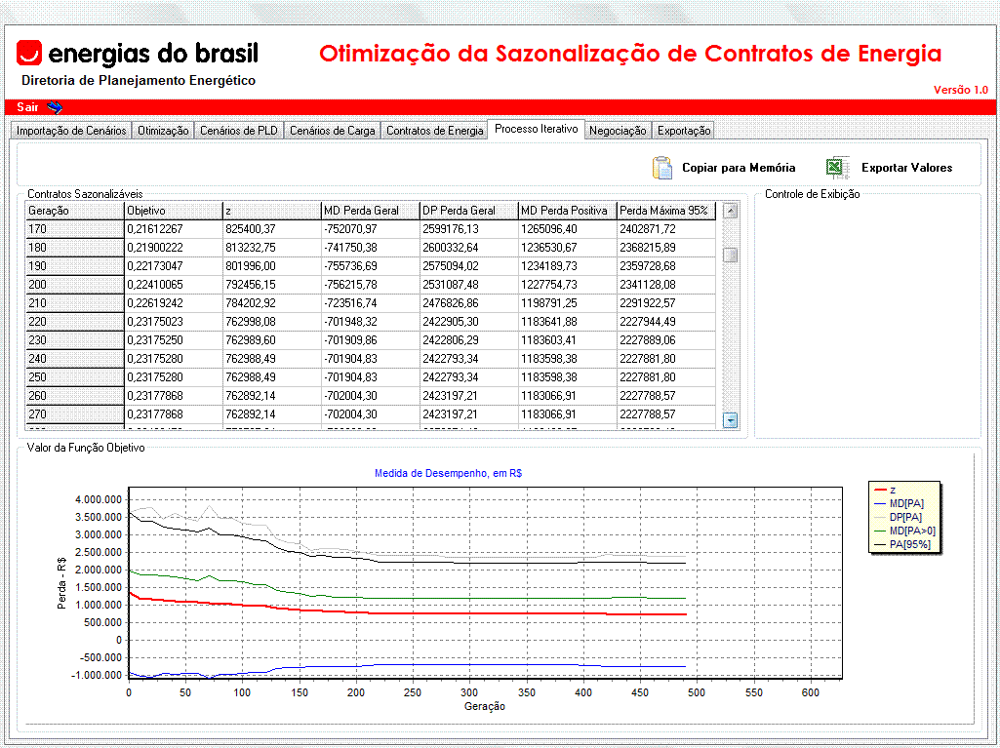 energias do brasil
Otimização da Sazonalização de Contratos de Energia
Diretoria de Planejamento Energético
Versão 1.0
Sair
Importação de Cenários Otimização Cenários de PLD Cenários de Carga Contratos de Energia Processo Iterativo Negociação Exportação
Copiar para Memória Exportar Valores
Contratos Sazonalizáveis
Controle de Exibição
Geração Objetivo z MD Perda Geral DP Perda Geral MD Perda Positiva Perda Máxima 95%
170 0,21612267 825400,37 -752070,97 2599176,13 1265096,40 2402871,72
180 0,21900222 813232,75 -741750,38 2600332,64 1236530,67 2368215,89
190 0,22173047 801996,00 -755736,69 2575094,02 1234189,73 2359728,68
200 0,22410065 792456,15 -756215,78 2531087,48 1227754,73 2341128,08
210 0,22619242 784202,92 -723516,74 2476826,86 1198791,25 2291922,57
220 0,23175023 762998,08 -701948,32 2422905,30 1183641,88 2227944,49
230 0,23175250 762989,60 -701909,86 2422806,29 1183603,41 2227889,06
240 0,23175280 762988,49 -701904,83 2422793,34 1183598,38 2227881,80
250 0,23175280 762988,49 -701904,83 2422793,34 1183598,38 2227881,80
260 0,23177868 762892,14 -702004,30 2423197,21 1183066,91 2227788,57
270 0,23177868 762892,14 -702004,30 2423197,21 1183066,91 2227788,57
Valor da Função Objetivo
Medida de Desempenho, em R$
Perda - R$
4.000.000
3.500.000
3.000.000
2.500.000
2.000.000
1.500.000
1.000.000
500.000
0
-500.000
-1.000.000
0 50 100 150 200 250 300 350 400 450 500 550 600
Geração
z
MD[PA]
DP[PA]
MD[PA>0]
PA[95%]